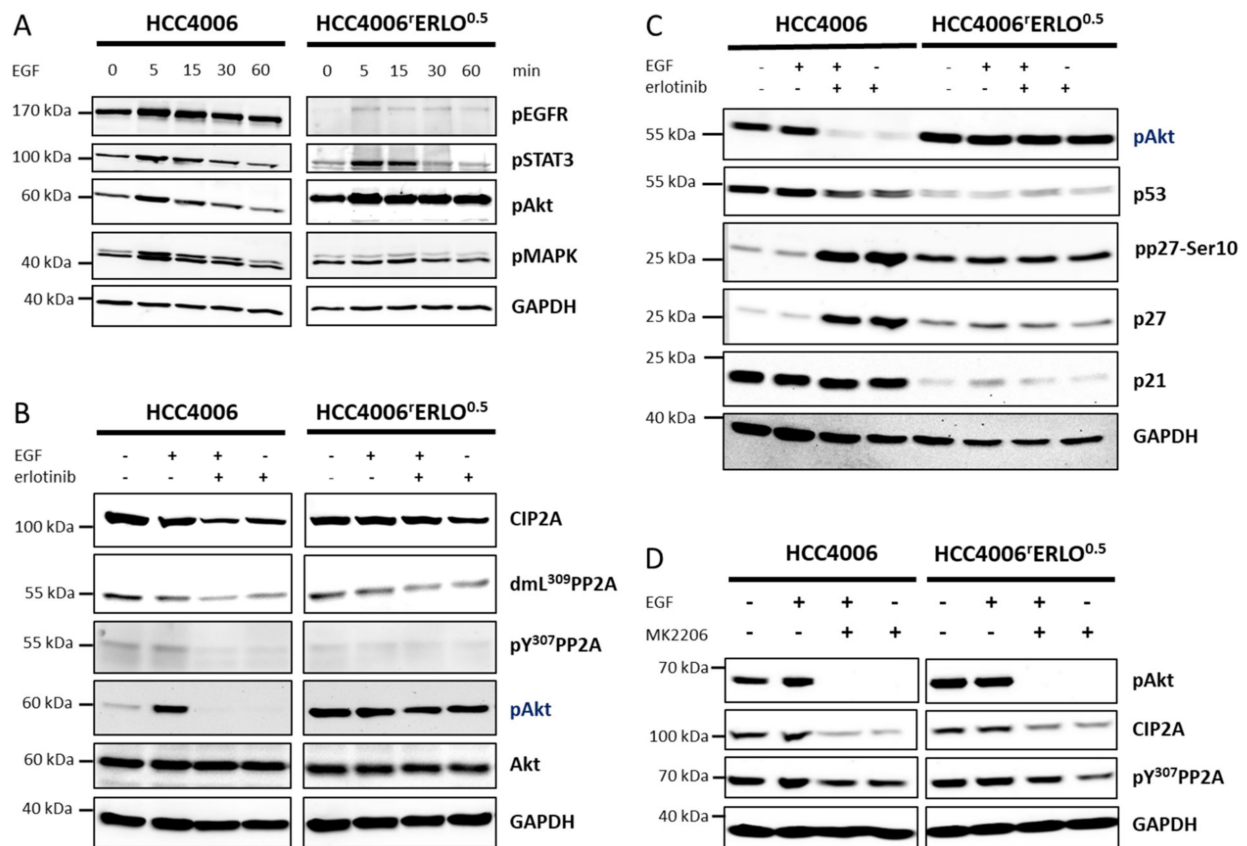 A
HCC4006 HCC4006ʳERLO⁰·⁵
EGF 0 5 15 30 60 0 5 15 30 60 min
170 kDa pEGFR
100 kDa pSTAT3
60 kDa pAkt
40 kDa pMAPK
40 kDa GAPDH
B
HCC4006 HCC4006ʳERLO⁰·⁵
EGF - + + - - + + -
erlotinib - - + + - - + +
100 kDa CIP2A
55 kDa dmL³⁰⁹PP2A
55 kDa pY³⁰⁷PP2A
60 kDa pAkt
60 kDa Akt
40 kDa GAPDH
C
HCC4006 HCC4006ʳERLO⁰·⁵
EGF - + + - - + + -
erlotinib - - + + - - + +
55 kDa pAkt
55 kDa p53
25 kDa pp27-Ser10
25 kDa p27
25 kDa p21
40 kDa GAPDH
D
HCC4006 HCC4006ʳERLO⁰·⁵
EGF - + + - - + + -
MK2206 - - + + - - + +
70 kDa pAkt
100 kDa CIP2A
70 kDa pY³⁰⁷PP2A
40 kDa GAPDH